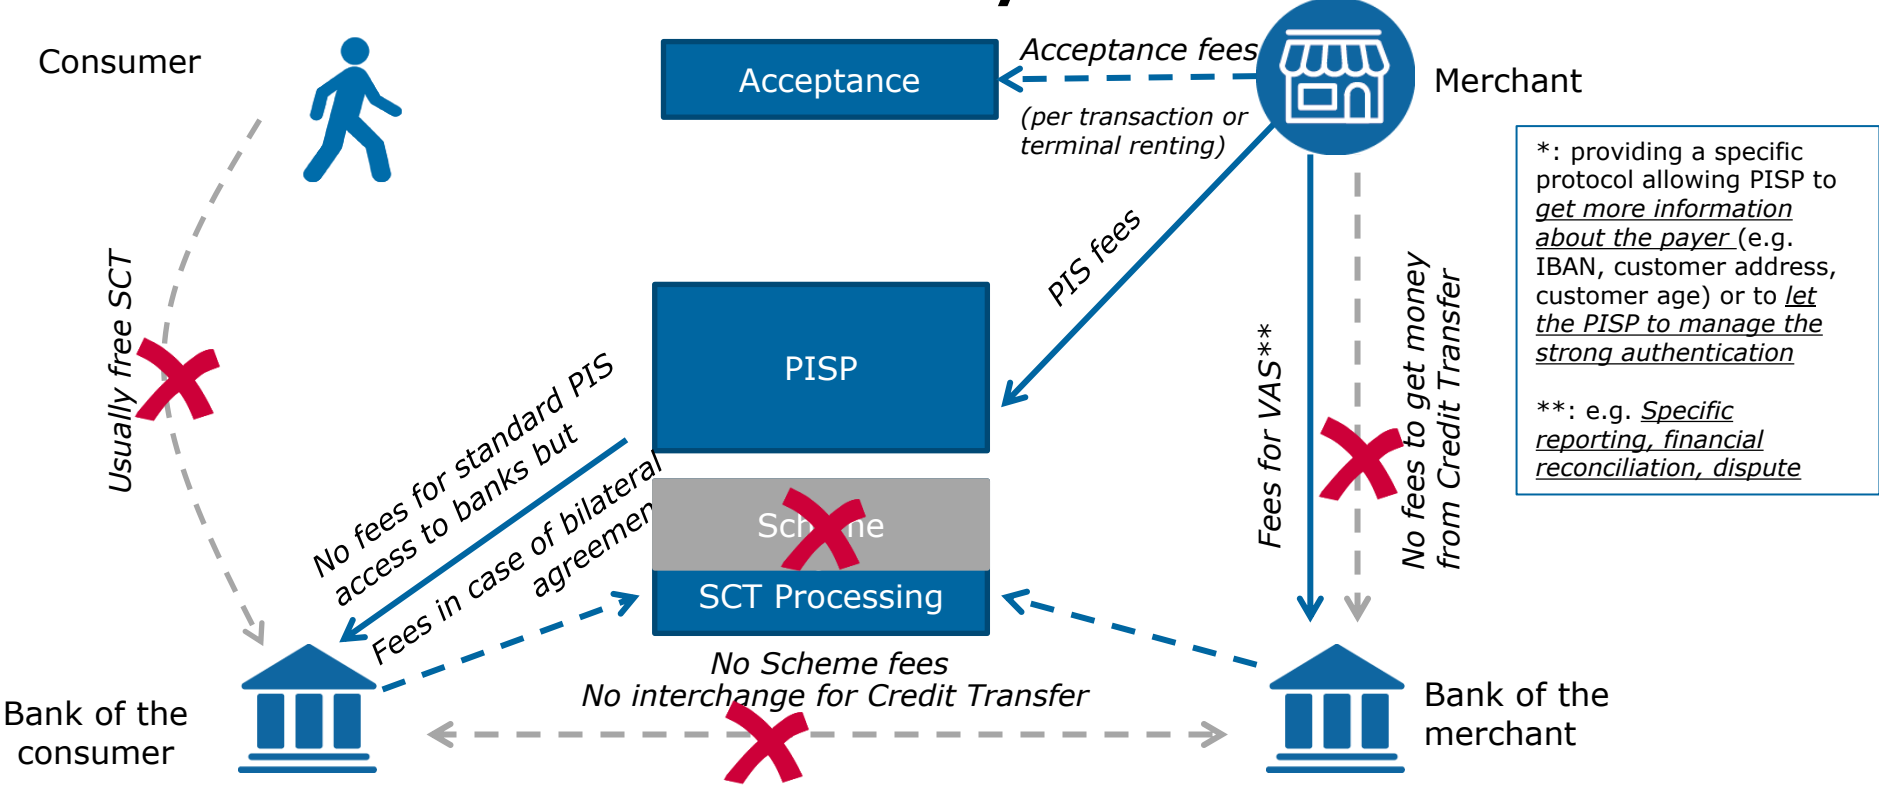 Consumer
Acceptance
Acceptance fees
(per transaction or
terminal renting)
Merchant
*: providing a specific
protocol allowing PISP to
get more information
about the payer (e.g.
IBAN, customer address,
customer age) or to let
the PISP to manage the
strong authentication
**: e.g. Specific
reporting, financial
reconciliation, dispute
Usually free SCT
PIS fees
PISP
No fees for standard PIS
access to banks but
Fees in case of bilateral
Fees for VAS**
No fees to get money
from Credit Transfer
SCT Processing
No Scheme fees
No interchange for Credit Transfer
Bank of the
consumer
Bank of the
merchant